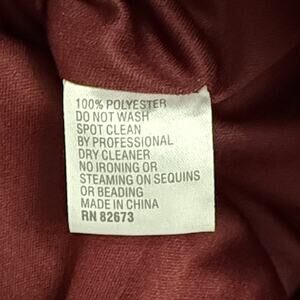 100% POLYESTER
DO NOT WASH
SPOT CLEAN
BY PROFESSIONAL
DRY CLEANER
NO IRONING OR
STEAMING ON SEQUINS
OR BEADING
MADE IN CHINA
RN 82673